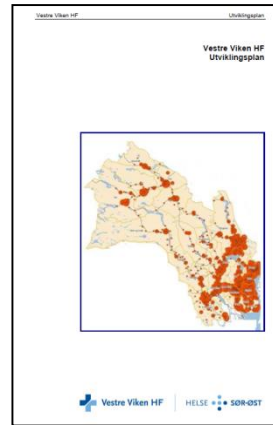 Vestre Viken HF Utviklingsplan
Vestre Viken HF
Utviklingsplan
Vestre Viken HF HELSE SØR-ØST